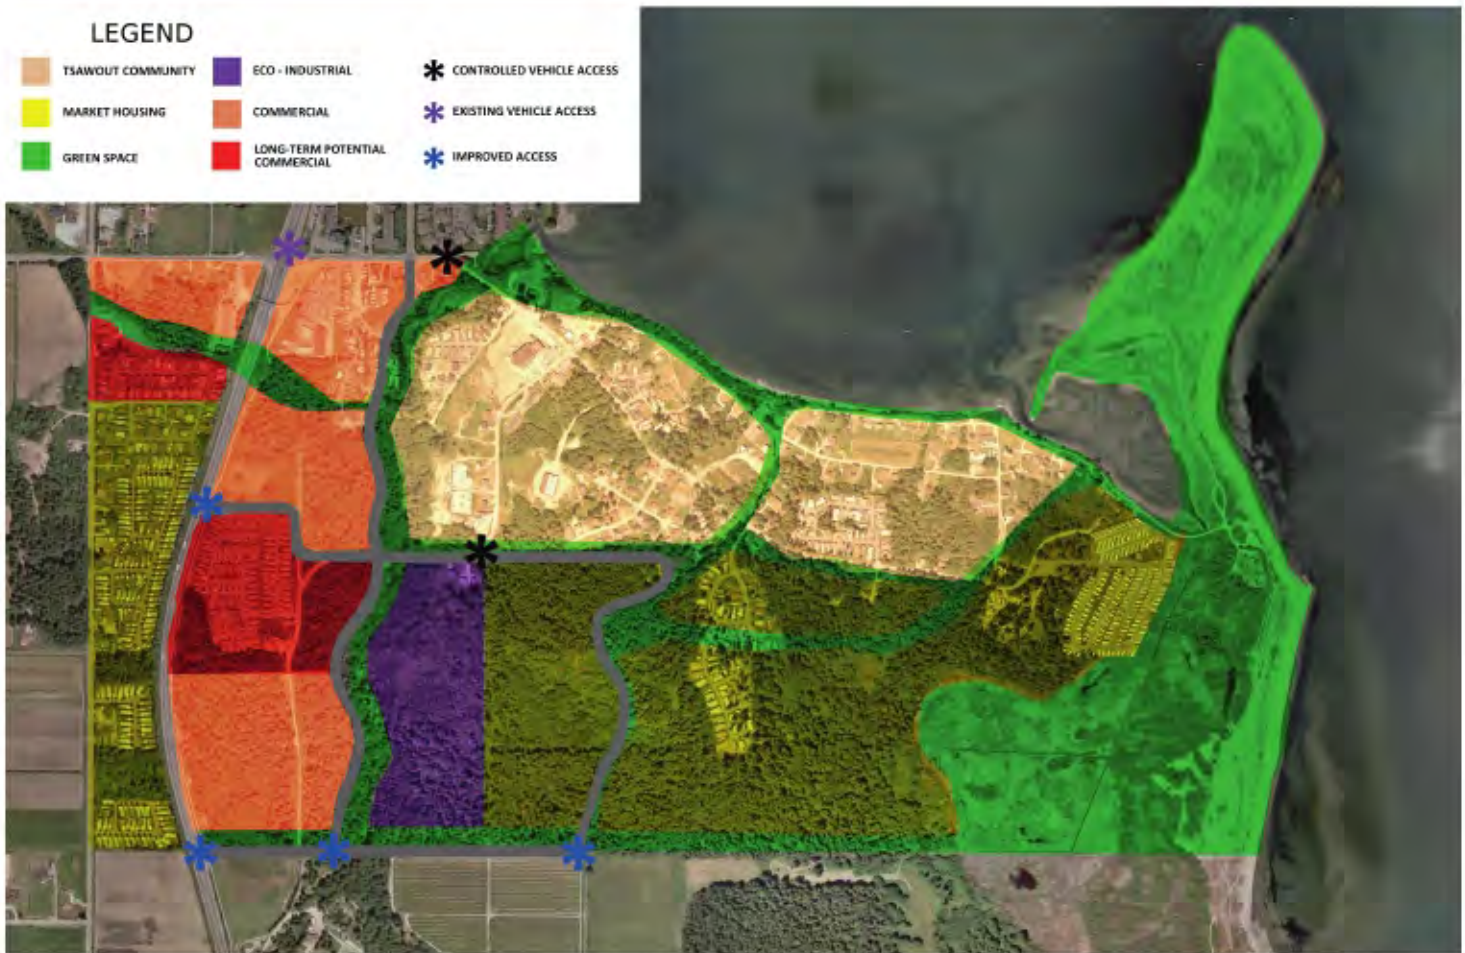 LEGEND
TSAWOUT COMMUNITY
MARKET HOUSING
GREEN SPACE
ECO - INDUSTRIAL
COMMERCIAL
LONG-TERM POTENTIAL
COMMERCIAL
CONTROLLED VEHICLE ACCESS
EXISTING VEHICLE ACCESS
IMPROVED ACCESS